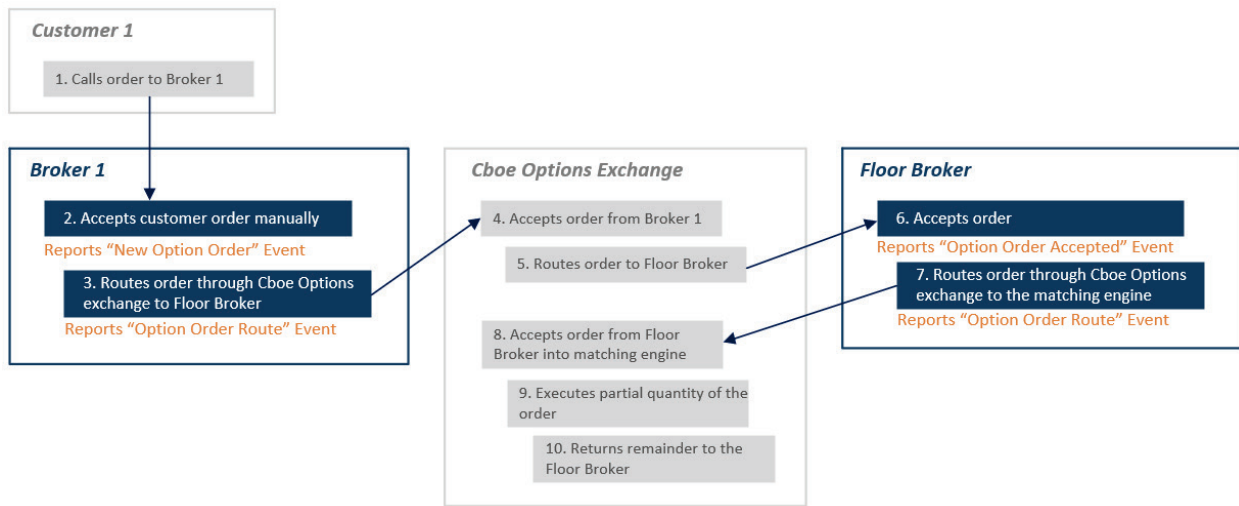 Customer 1
1. Calls order to Broker 1
Broker 1
2. Accepts customer order manually
Reports “New Option Order” Event
3. Routes order through Cboe Options
exchange to Floor Broker
Reports “Option Order Route” Event
Cboe Options Exchange
4. Accepts order from Broker 1
5. Routes order to Floor Broker
Floor Broker
6. Accepts order
Reports “Option Order Accepted” Event
7. Routes order through Cboe Options
exchange to the matching engine
Reports “Option Order Route” Event
8. Accepts order from Floor
Broker into matching engine
9. Executes partial quantity of the
order
10. Returns remainder to the
Floor Broker